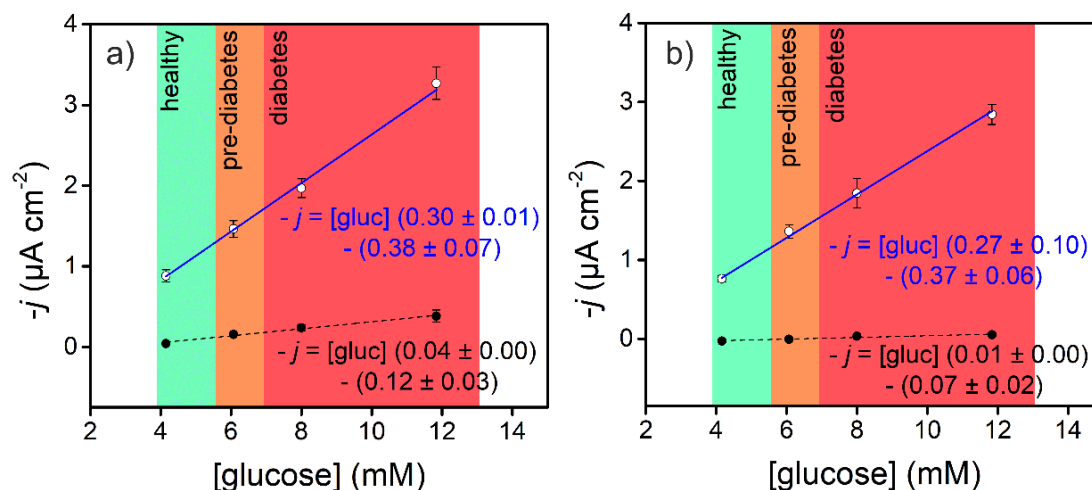 a)
healthy
pre-diabetes
diabetes
4
3
2
1
0
-j (µA cm⁻²)
- j = [gluc] (0.30 ± 0.01)
- (0.38 ± 0.07)
- j = [gluc] (0.04 ± 0.00)
- (0.12 ± 0.03)
2 4 6 8 10 12 14
[glucose] (mM)
b)
healthy
pre-diabetes
diabetes
4
3
2
1
0
-j (µA cm⁻²)
- j = [gluc] (0.27 ± 0.10)
- (0.37 ± 0.06)
- j = [gluc] (0.01 ± 0.00)
- (0.07 ± 0.02)
2 4 6 8 10 12 14
[glucose] (mM)